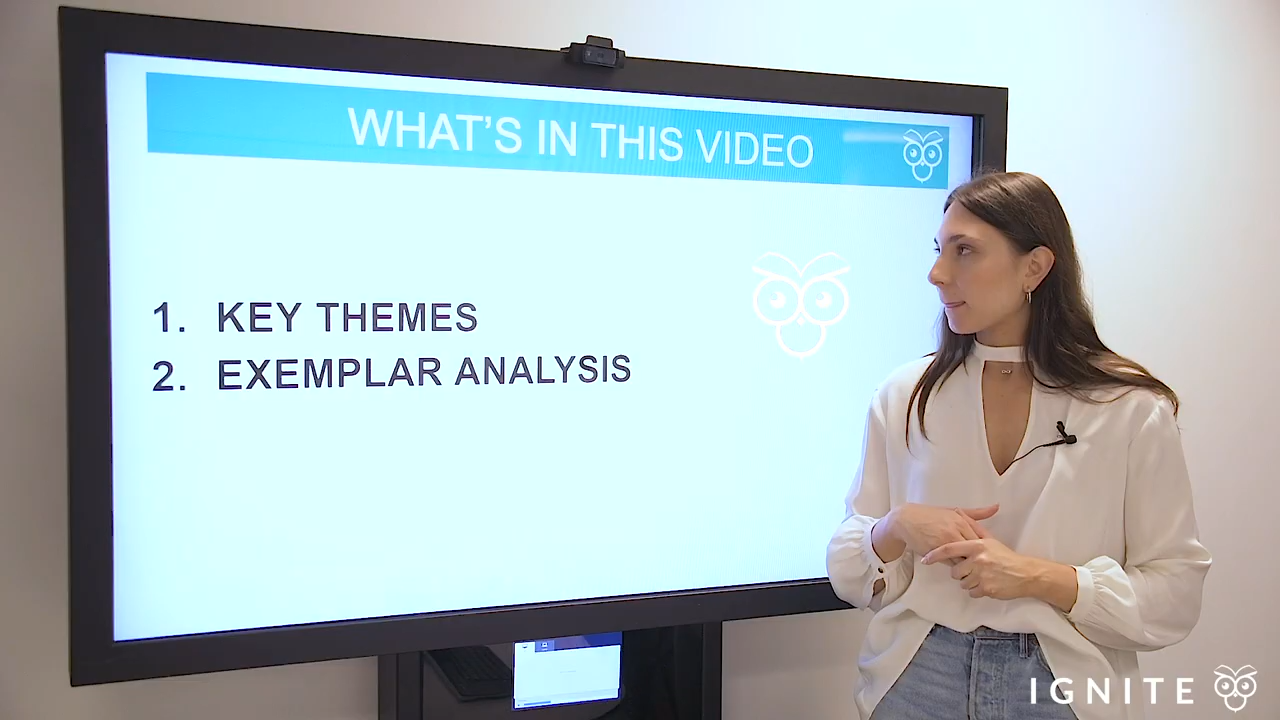 WHAT'S IN THIS VIDEO
1. KEY THEMES
2. EXEMPLAR ANALYSIS
IGNITE